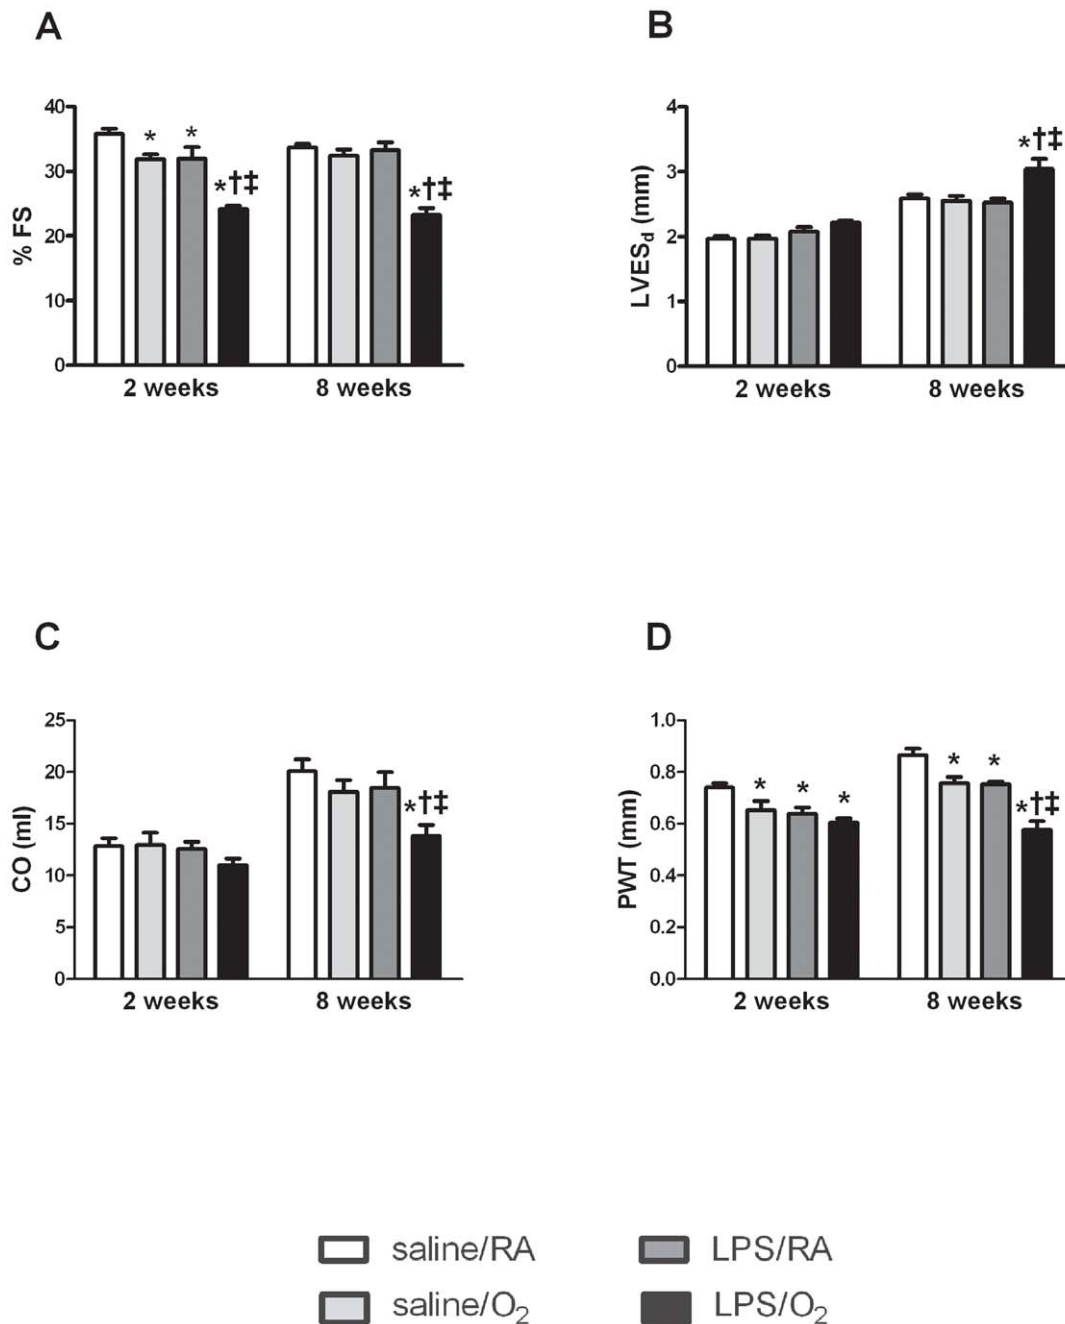 A
% FS
40
30
20
10
0
*
*
*†‡
*†‡
2 weeks
8 weeks
B
LVESd (mm)
4
3
2
1
0
*†‡
2 weeks
8 weeks
C
CO (ml)
25
20
15
10
5
0
*†‡
2 weeks
8 weeks
D
PWT (mm)
1.0
0.8
0.6
0.4
0.2
0.0
*
*
*
*
*
*†‡
2 weeks
8 weeks
saline/RA
LPS/RA
saline/O2
LPS/O2